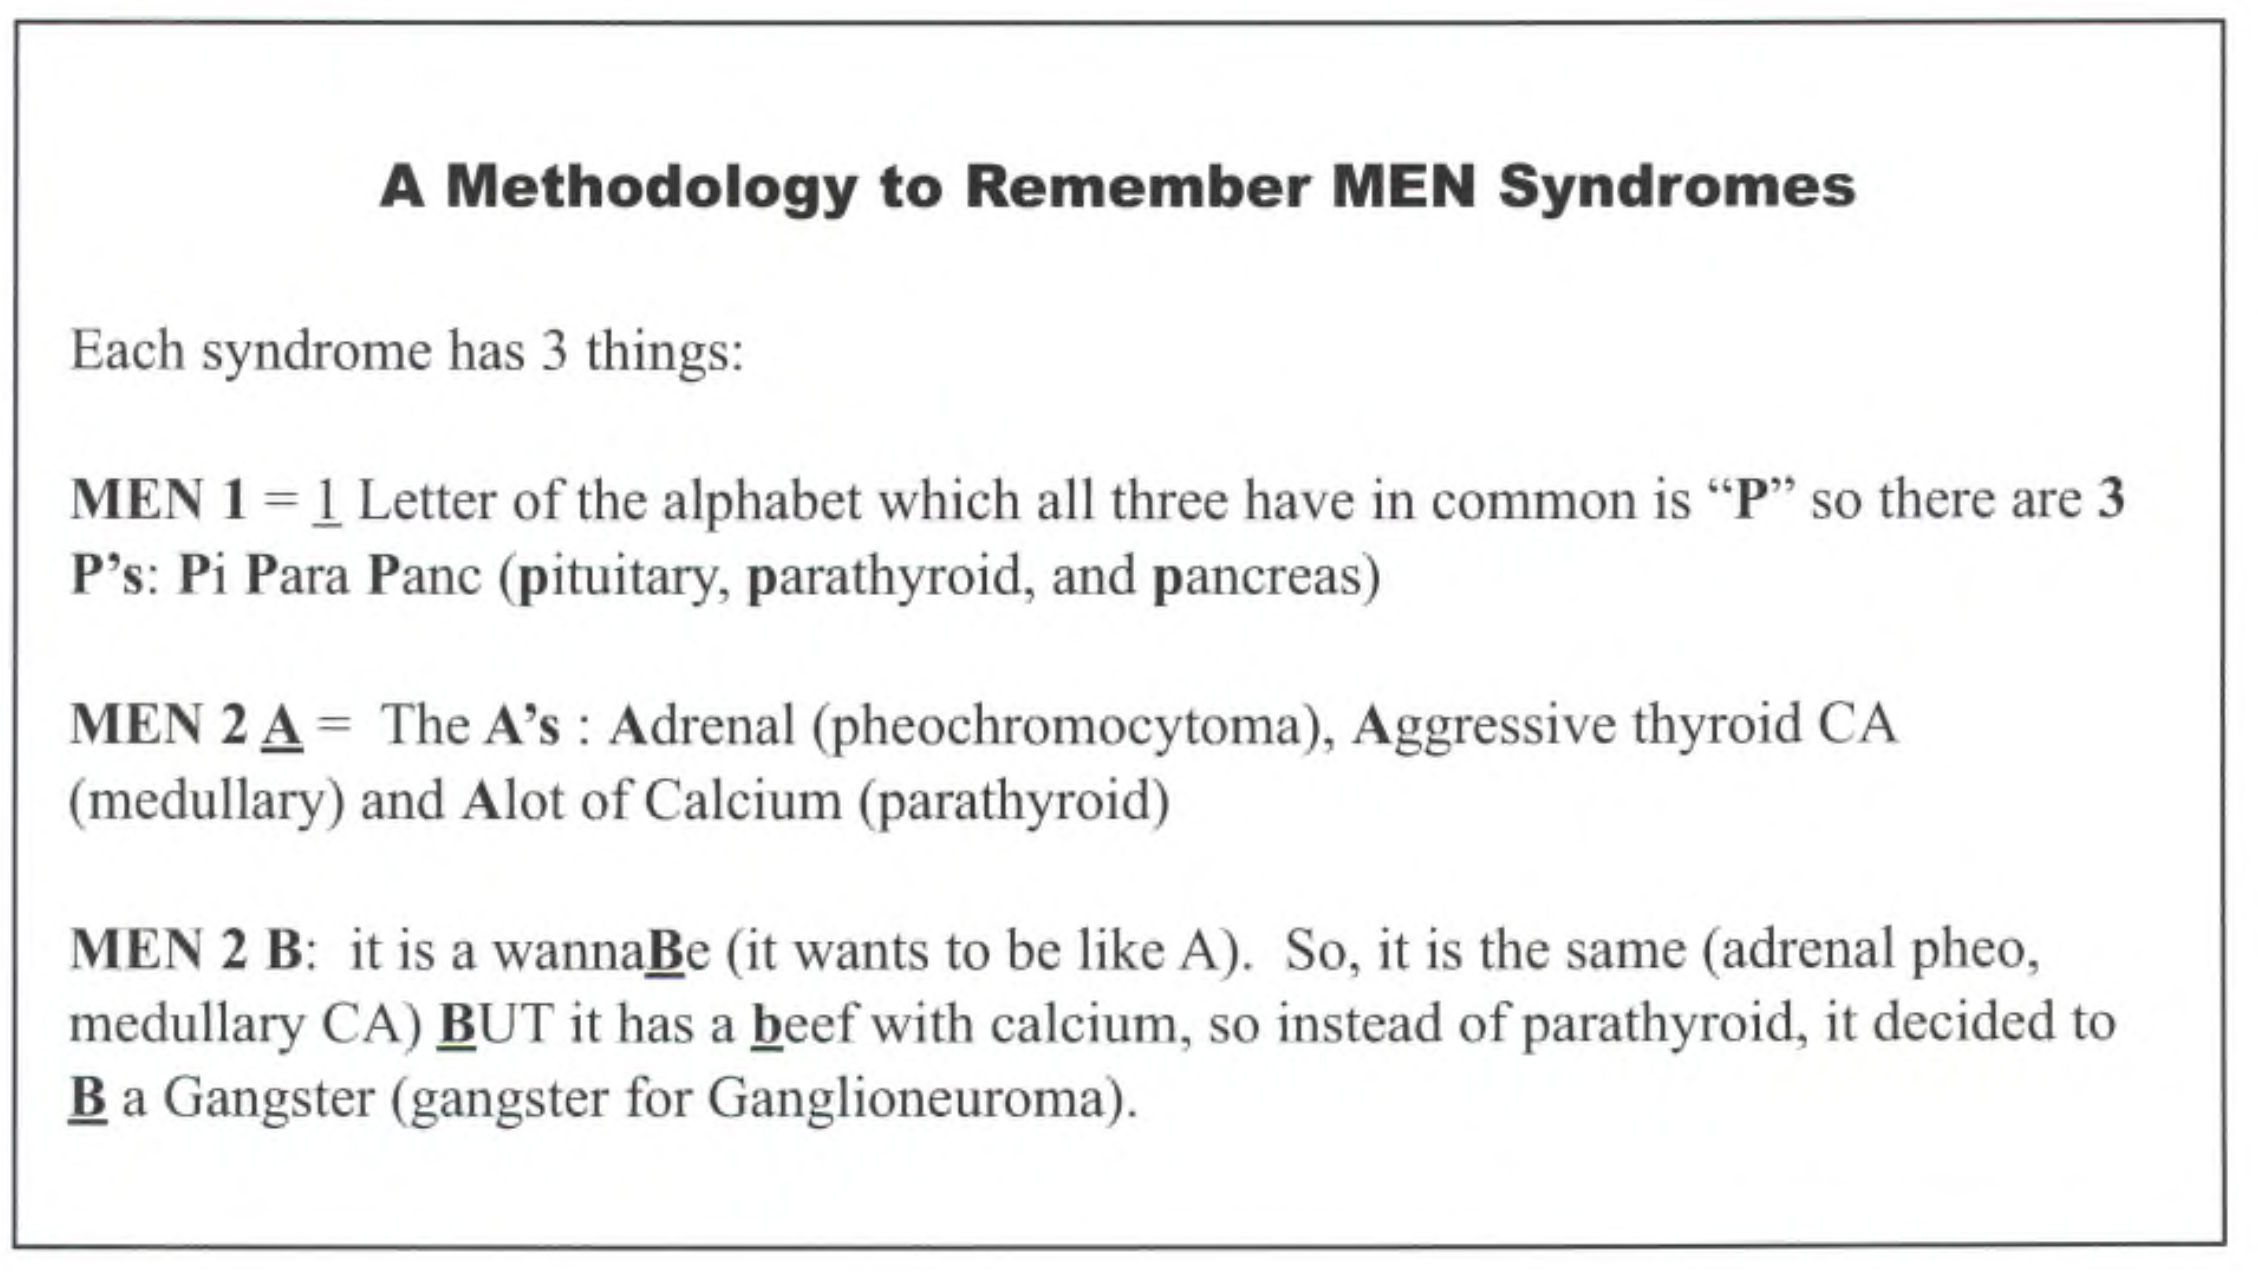 A Methodology to Remember MEN Syndromes
Each syndrome has 3 things:
MEN 1 = 1 Letter of the alphabet which all three have in common is “P” so there are 3
P’s: Pi Para Panc (pituitary, parathyroid, and pancreas)
MEN 2 A = The A’s : Adrenal (pheochromocytoma), Aggressive thyroid CA
(medullary) and Alot of Calcium (parathyroid)
MEN 2 B: it is a wannaBe (it wants to be like A). So, it is the same (adrenal pheo,
medullary CA) BUT it has a beef with calcium, so instead of parathyroid, it decided to
B a Gangster (gangster for Ganglioneuroma).